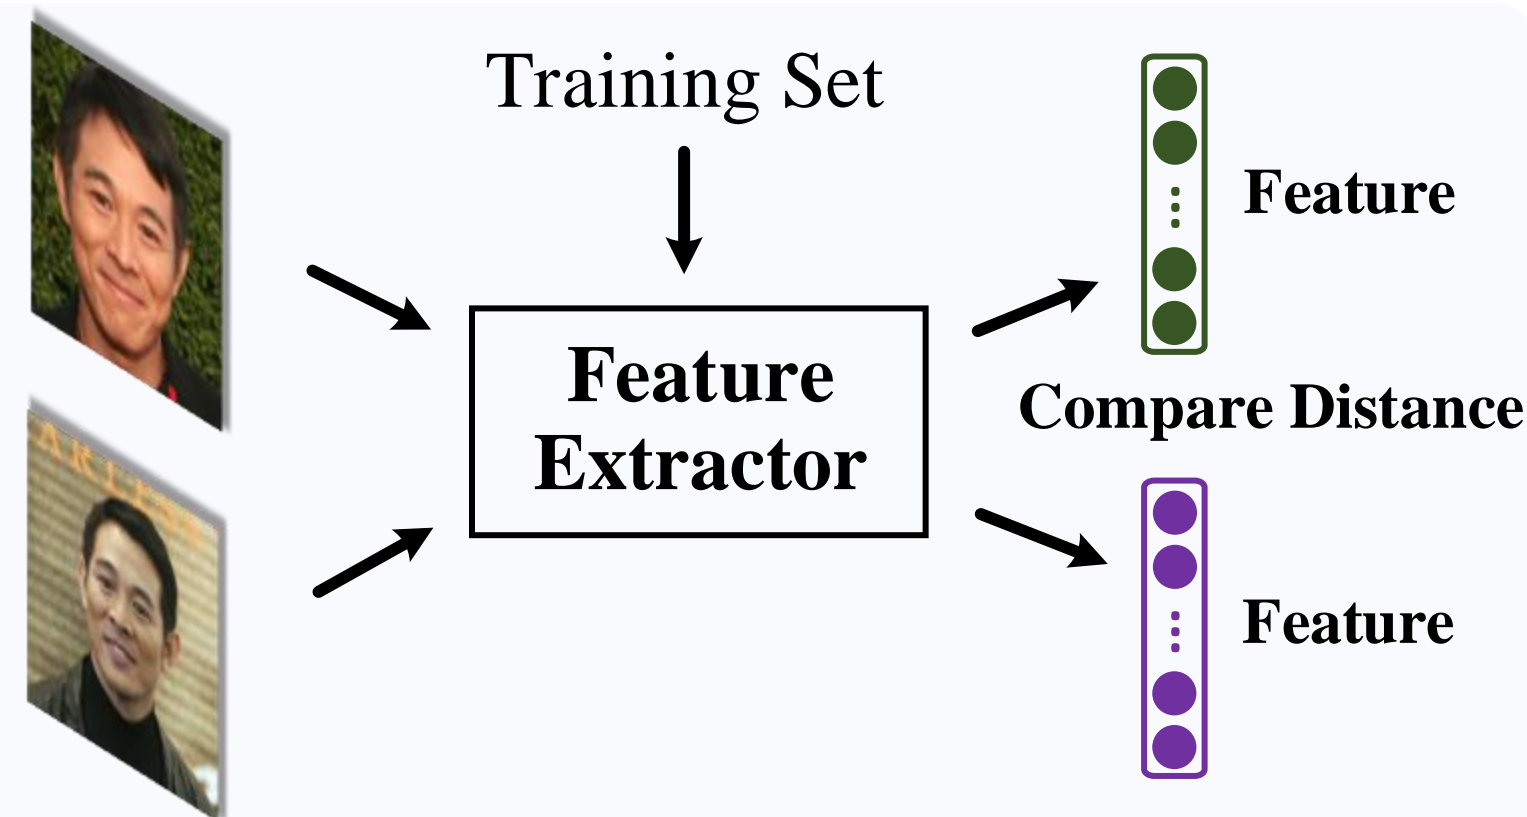 Training Set
Feature
Extractor
Feature
Compare Distance
Feature